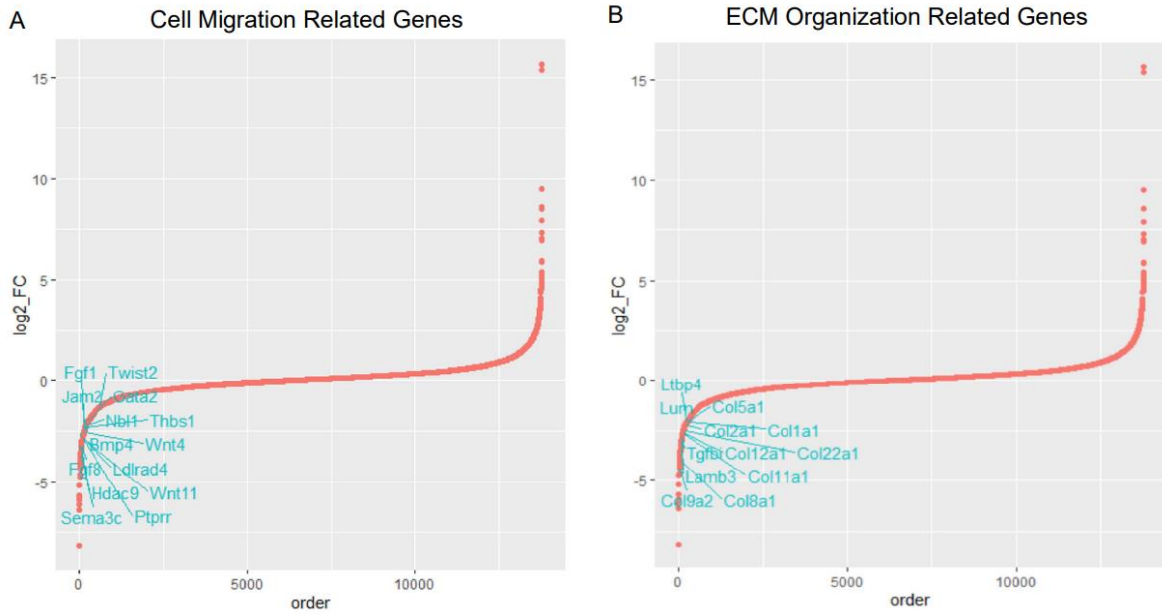 A
Cell Migration Related Genes
15
10
5
0
-5
log2_FC
Fgf1
Twist2
Jam2
Gata2
Nbl1
Thbs1
Bmp4
Wnt4
Fgf8
Ldlrad4
Hdac9
Wnt11
Sema3c
Ptprr
0
5000
10000
order
B
ECM Organization Related Genes
15
10
5
0
-5
log2_FC
Ltbp4
Lum
Col5a1
Col2a1
Col1a1
Tgfbi
Col12a1
Col22a1
Lamb3
Col11a1
Col9a2
Col8a1
0
5000
10000
order